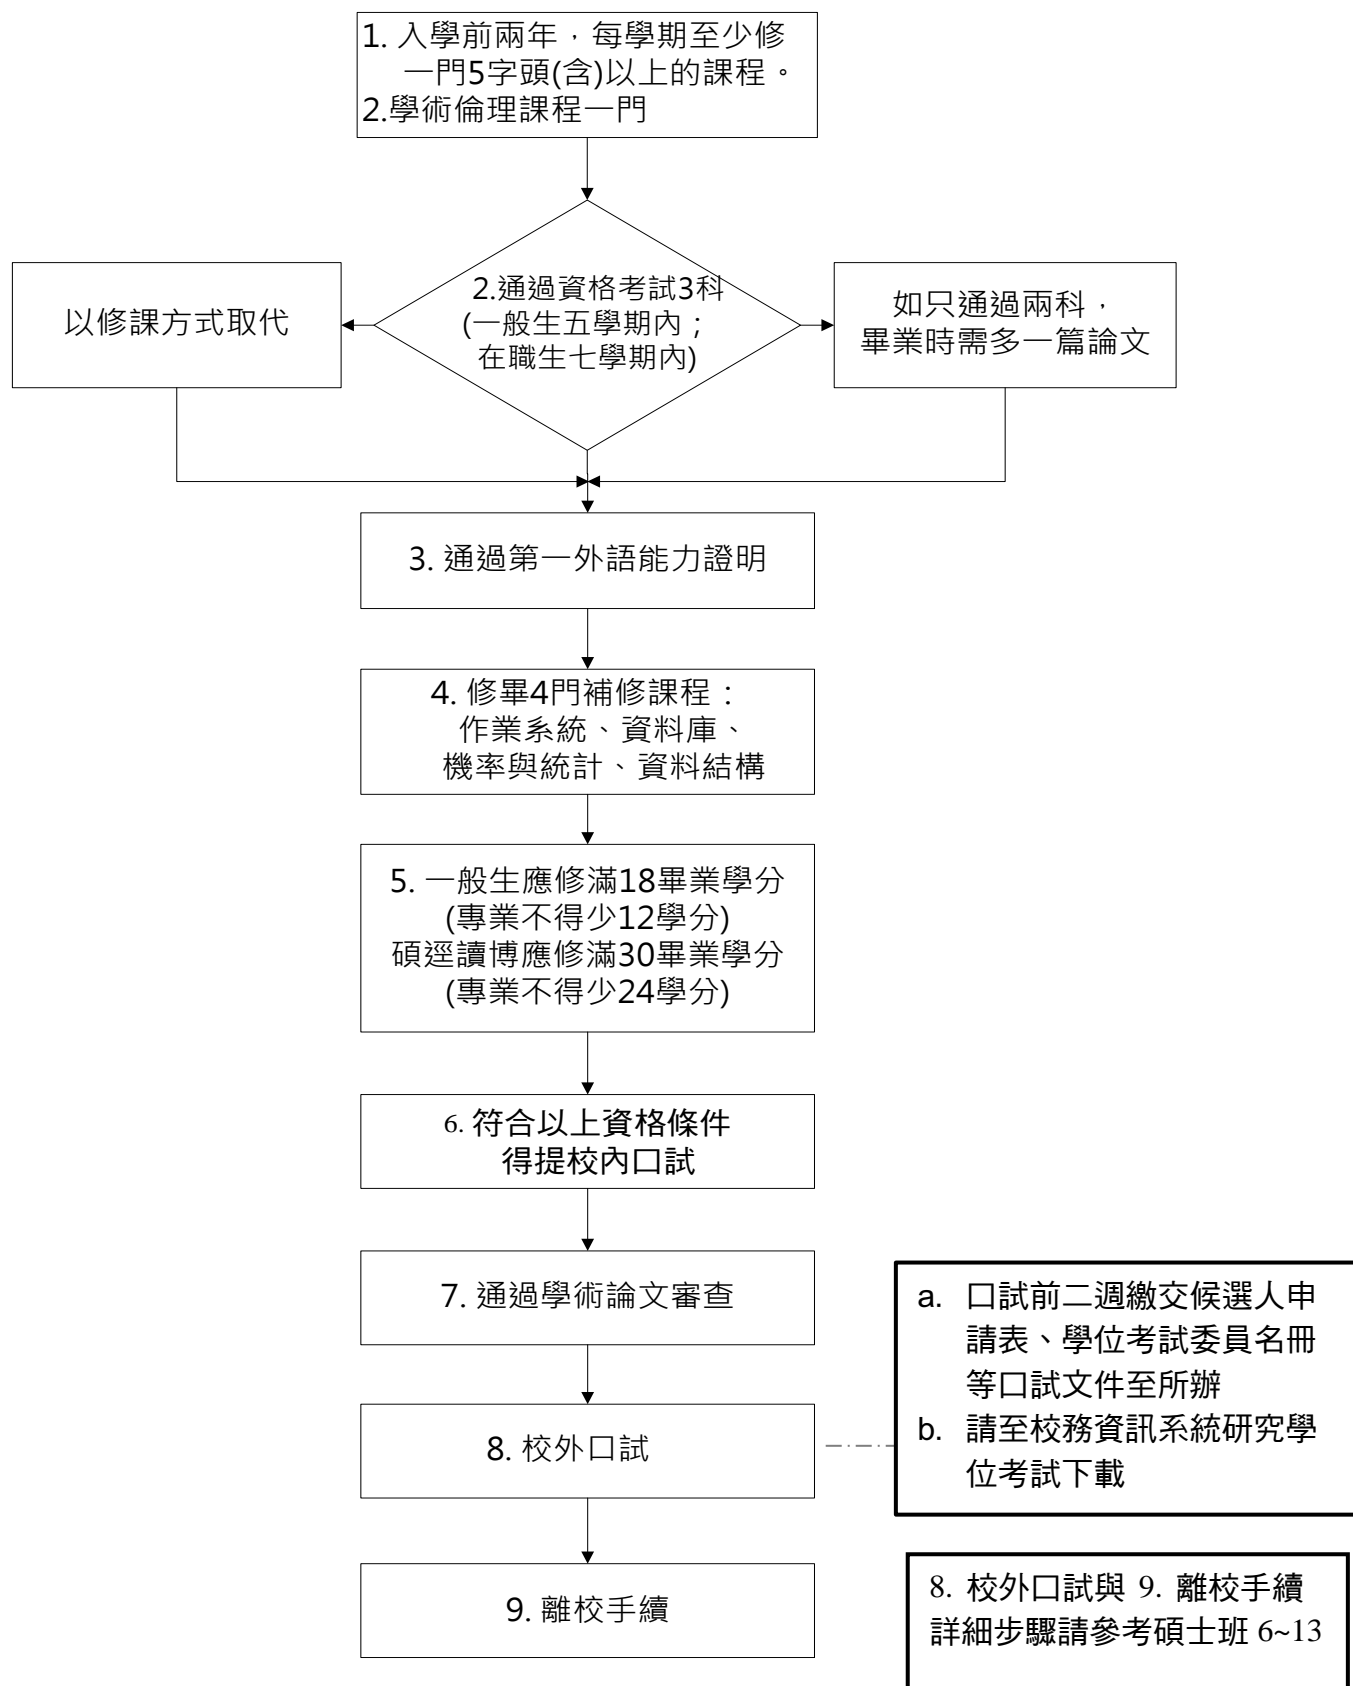 1. 入學前兩年，每學期至少修
一門5字頭(含)以上的課程。
2.學術倫理課程一門
2.通過資格考試3科
(一般生五學期內；
在職生七學期內)
以修課方式取代
如只通過兩科，
畢業時需多一篇論文
3. 通過第一外語能力證明
4. 修畢4門補修課程：
作業系統、資料庫、
機率與統計、資料結構
5. 一般生應修滿18畢業學分
(專業不得少12學分)
碩逕讀博應修滿30畢業學分
(專業不得少24學分)
6. 符合以上資格條件
得提校內口試
7. 通過學術論文審查
8. 校外口試
a. 口試前二週繳交候選人申
請表、學位考試委員名冊
等口試文件至所辦
b. 請至校務資訊系統研究學
位考試下載
9. 離校手續
8. 校外口試與 9. 離校手續
詳細步驟請參考碩士班 6~13